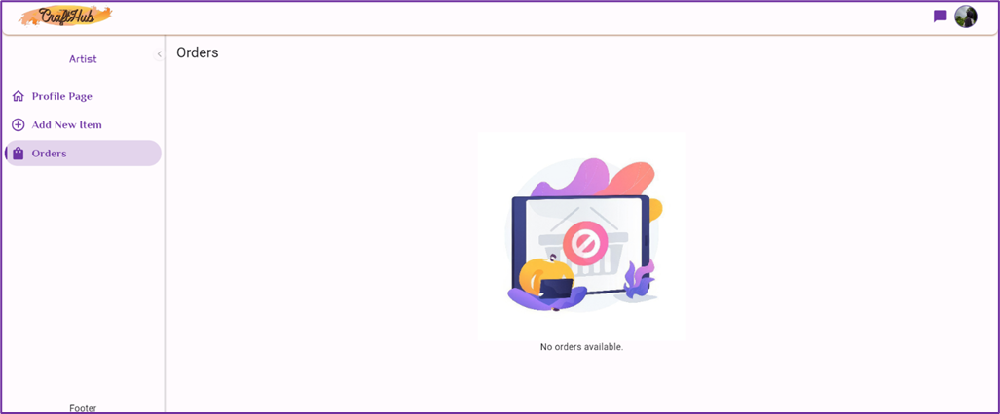 CraftHub
Artist
Profile Page
Add New Item
Orders
Footer
Orders
No orders available.